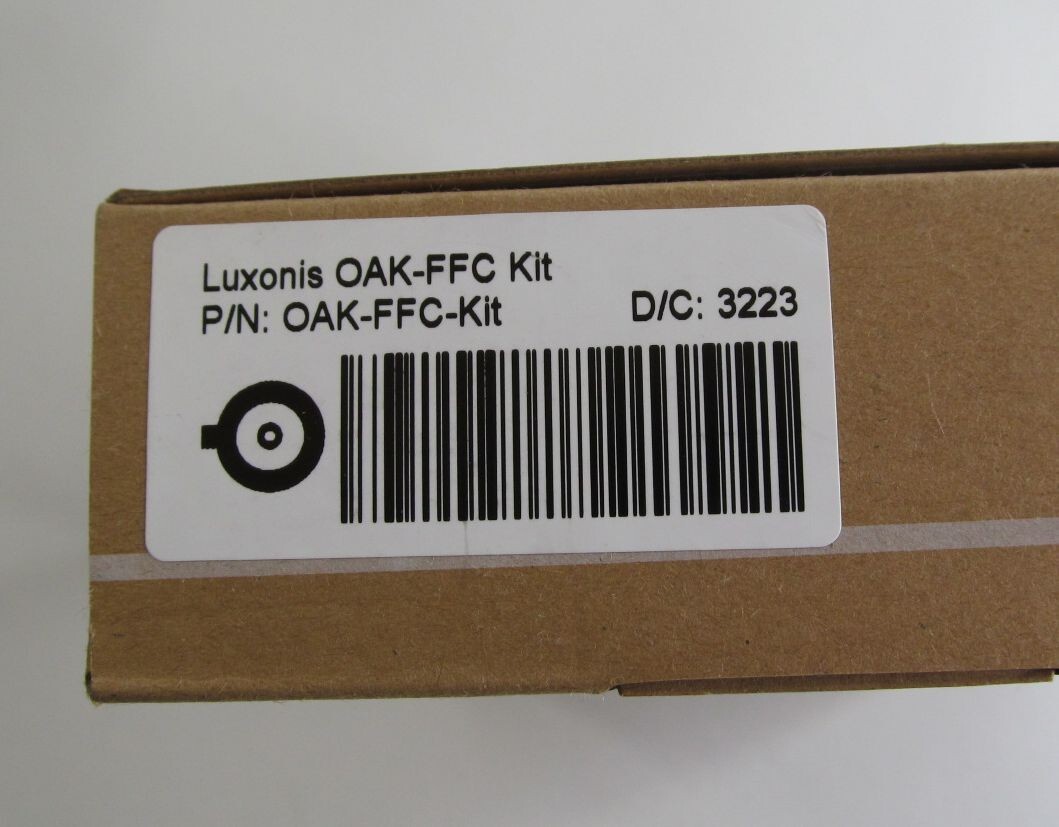 Luxonis OAK-FFC Kit
P/N: OAK-FFC-Kit D/C: 3223